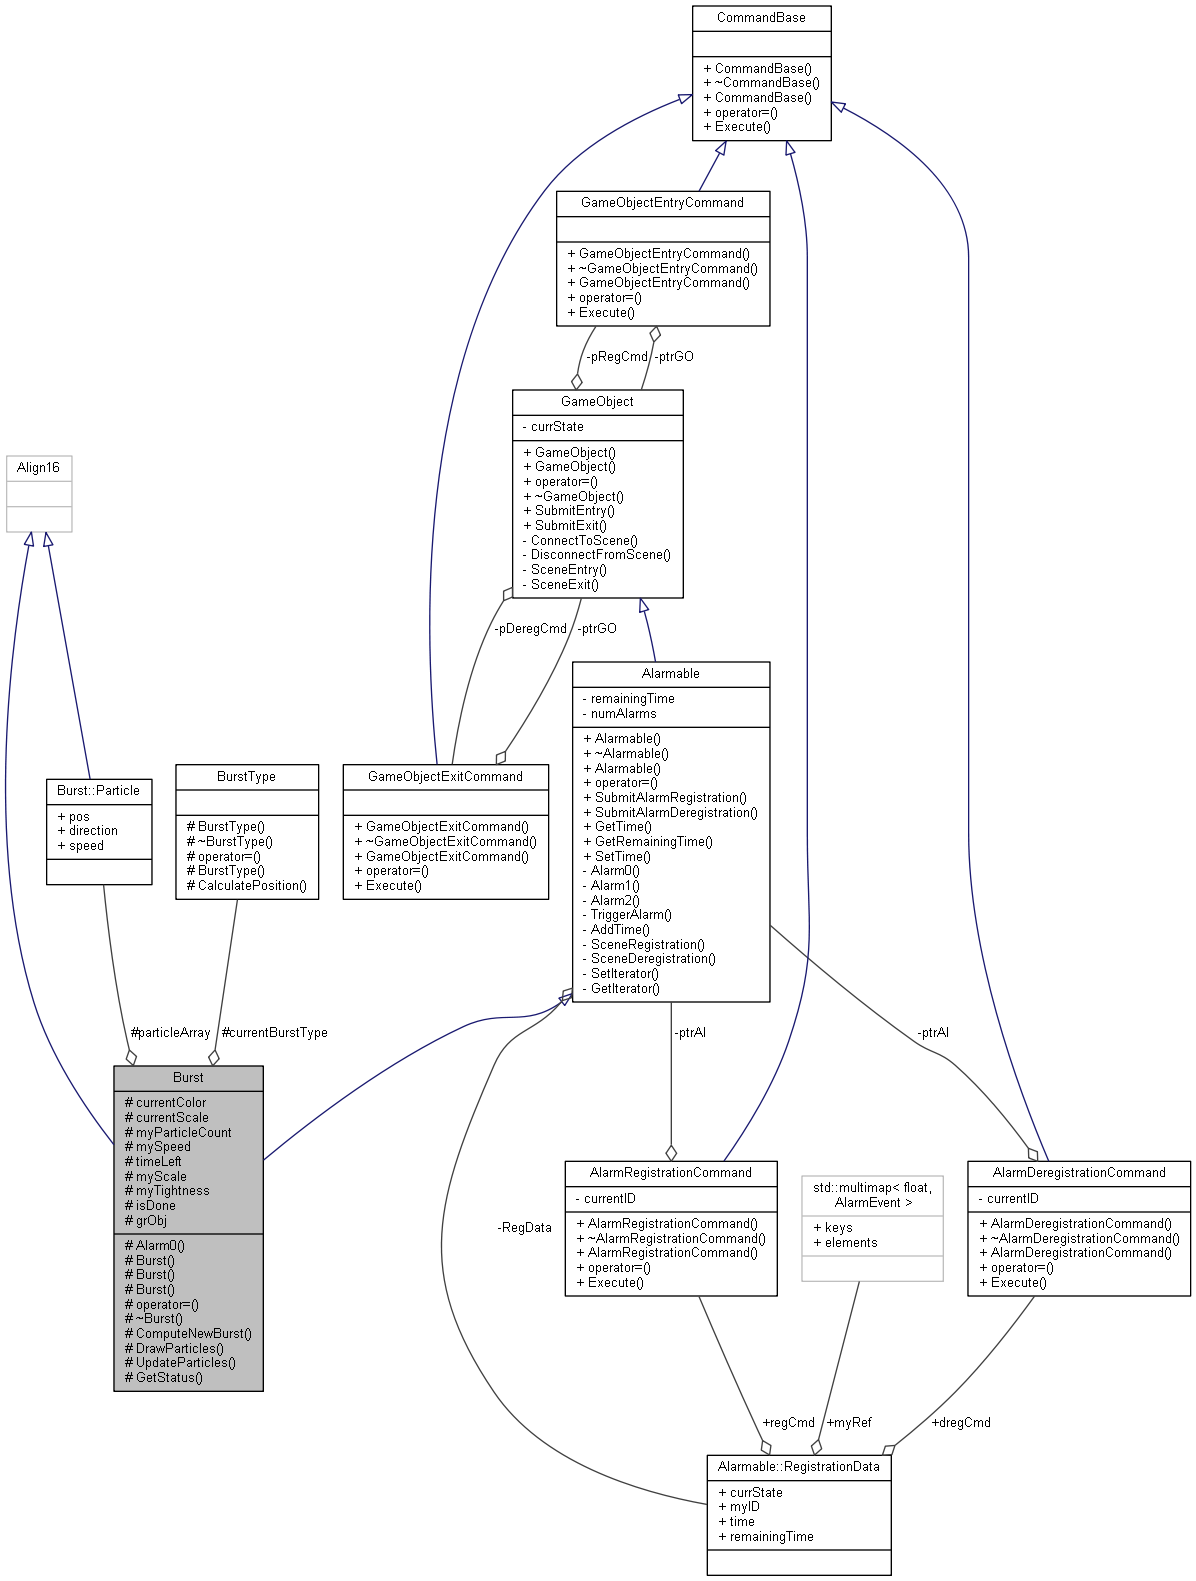 CommandBase
+ CommandBase()
+ ~CommandBase()
+ CommandBase()
+ operator=()
+ Execute()
GameObjectEntryCommand
+ GameObjectEntryCommand()
+ ~GameObjectEntryCommand()
+ GameObjectEntryCommand()
+ operator=()
+ Execute()
-pRegCmd
-ptrGO
GameObject
- currState
+ GameObject()
+ GameObject()
+ operator=()
+ ~GameObject()
+ SubmitEntry()
+ SubmitExit()
- ConnectToScene()
- DisconnectFromScene()
- SceneEntry()
- SceneExit()
Align16
-pDeregCmd
-ptrGO
Alarmable
- remainingTime
- numAlarms
+ Alarmable()
+ ~Alarmable()
+ Alarmable()
+ operator=()
+ SubmitAlarmRegistration()
+ SubmitAlarmDeregistration()
+ GetTime()
+ GetRemainingTime()
+ SetTime()
- Alarm0()
- Alarm1()
- Alarm2()
- TriggerAlarm()
- AddTime()
- SceneRegistration()
- SceneDeregistration()
- SetIterator()
- GetIterator()
Burst::Particle
+ pos
+ direction
+ speed
BurstType
# BurstType()
# ~BurstType()
# operator=()
# BurstType()
# CalculatePosition()
GameObjectExitCommand
+ GameObjectExitCommand()
+ ~GameObjectExitCommand()
+ GameObjectExitCommand()
+ operator=()
+ Execute()
#particleArray
#currentBurstType
-ptrAl
-ptrAl
Burst
# currentColor
# currentScale
# myParticleCount
# mySpeed
# timeLeft
# myScale
# myTightness
# isDone
# grObj
# Alarm0()
# Burst()
# Burst()
# Burst()
# operator=()
# ~Burst()
# ComputeNewBurst()
# DrawParticles()
# UpdateParticles()
# GetStatus()
-RegData
AlarmRegistrationCommand
- currentID
+ AlarmRegistrationCommand()
+ ~AlarmRegistrationCommand()
+ AlarmRegistrationCommand()
+ operator=()
+ Execute()
std::multimap< float,
AlarmEvent >
+ keys
+ elements
AlarmDeregistrationCommand
- currentID
+ AlarmDeregistrationCommand()
+ ~AlarmDeregistrationCommand()
+ AlarmDeregistrationCommand()
+ operator=()
+ Execute()
+regCmd
+myRef
+dregCmd
Alarmable::RegistrationData
+ currState
+ myID
+ time
+ remainingTime